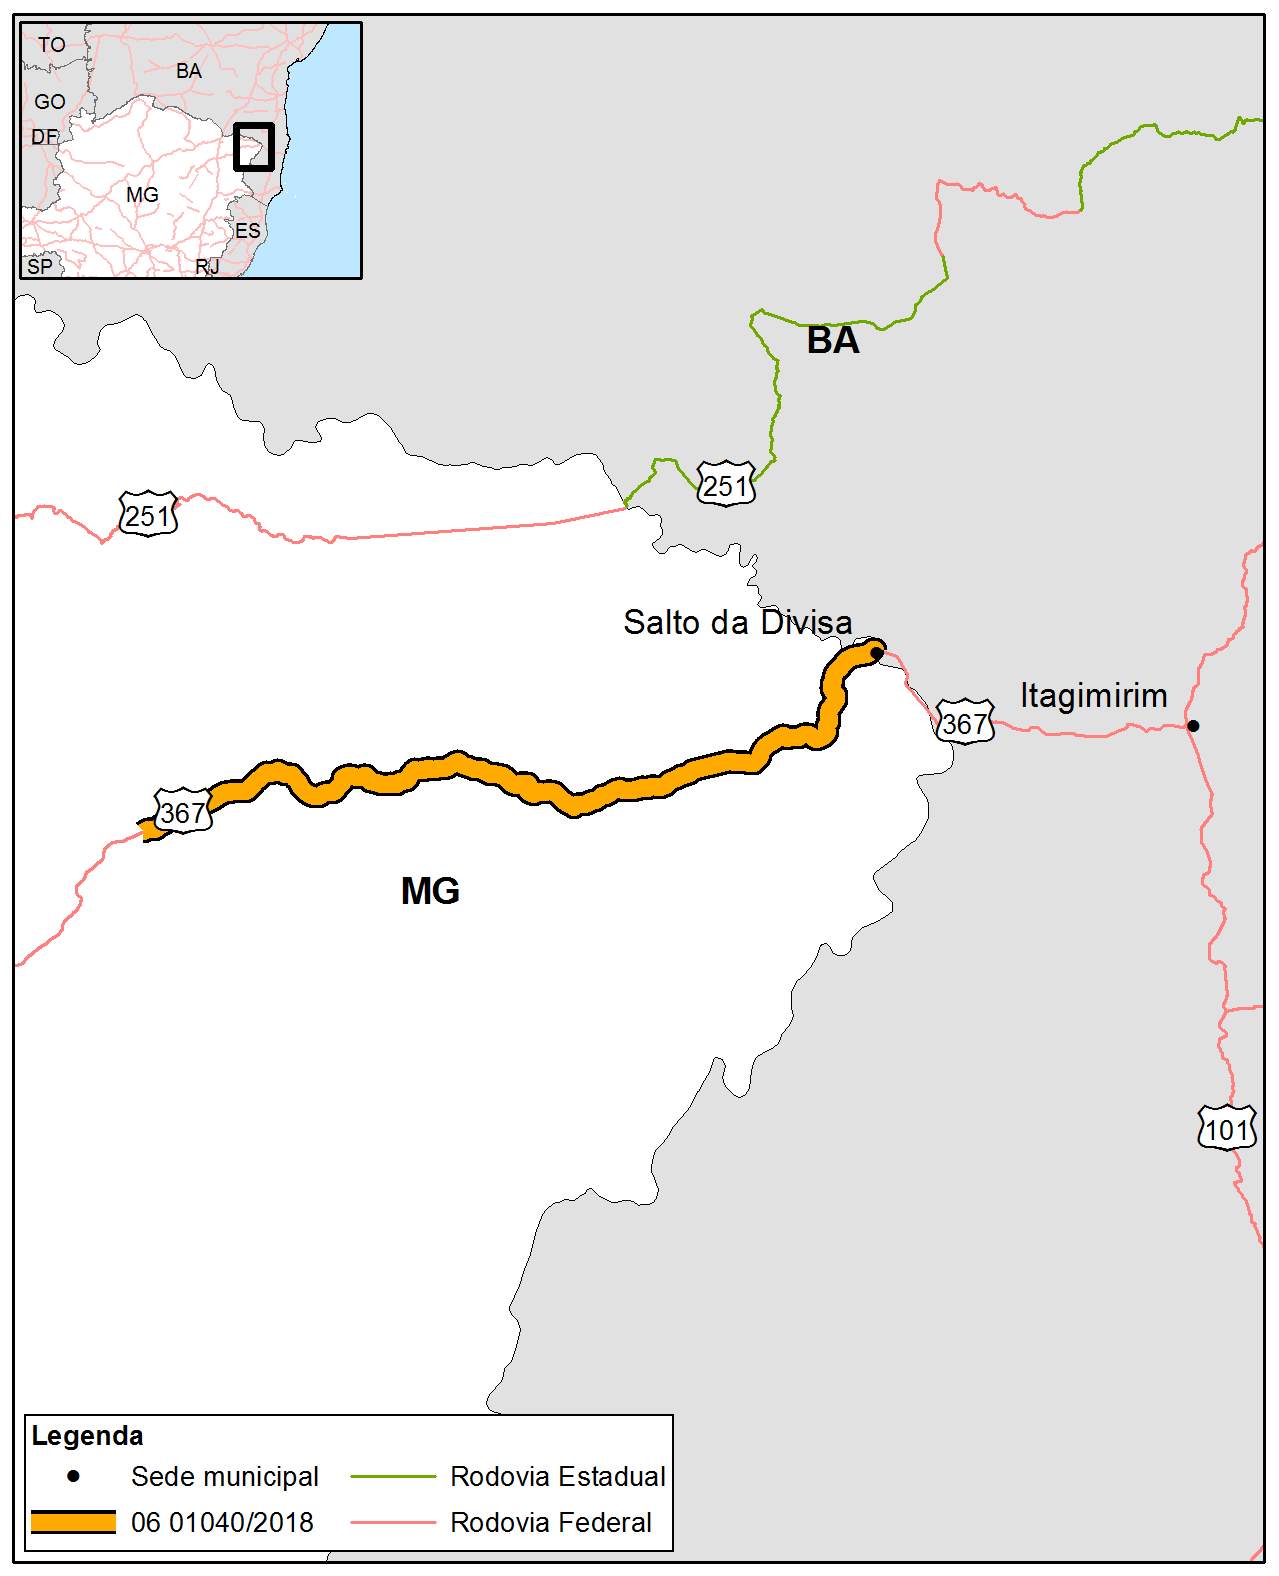 TO
BA
GO
DF
MG
ES
SP
RJ
BA
251
251
Salto da Divisa
Itagimirim
367
367
MG
101
Legenda
Sede municipal
Rodovia Estadual
06 01040/2018
Rodovia Federal